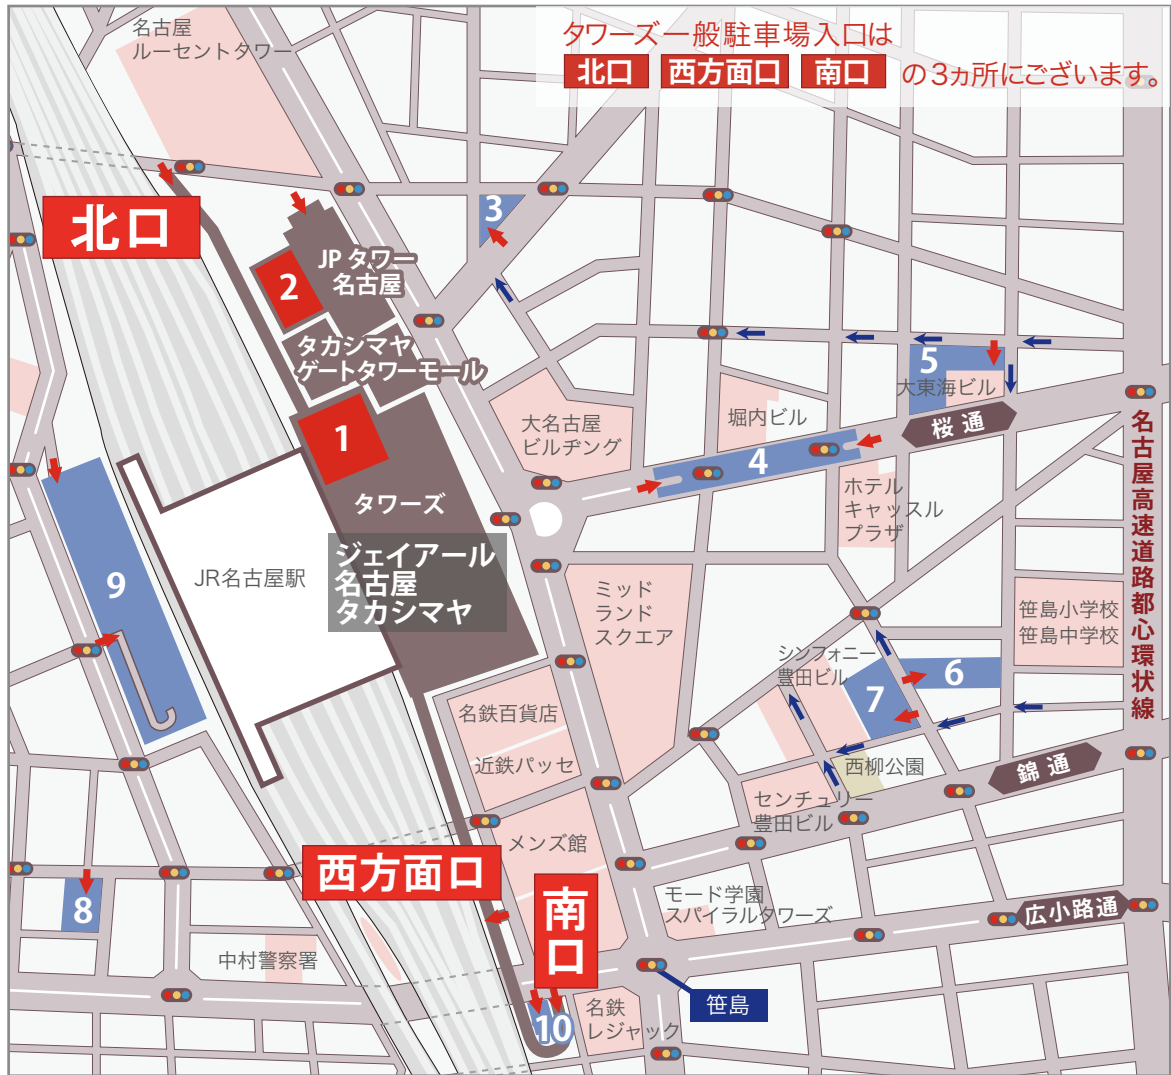 タワーズ一般駐車場入口は
北口 西方面口 南口 の3ヵ所にございます。
名古屋
ルーセントタワー
北口
3
2
JPタワー
名古屋
タカシマヤ
ゲートタワーモール
5
大東海ビル
桜通
大名古屋
ビルヂング
堀内ビル
4
1
タワーズ
ホテル
キャッスル
プラザ
名古屋高速道路都心環状線
ジェイアール
名古屋
タカシマヤ
JR名古屋駅
9
ミッド
ランド
スクエア
笹島小学校
笹島中学校
シンフォニー
豊田ビル
7
6
名鉄百貨店
近鉄パッセ
西柳公園
錦通
センチュリー
豊田ビル
メンズ館
西方面口
南口
モード学園
スパイラルタワーズ
広小路通
8
中村警察署
笹島
10
名鉄
レジャック